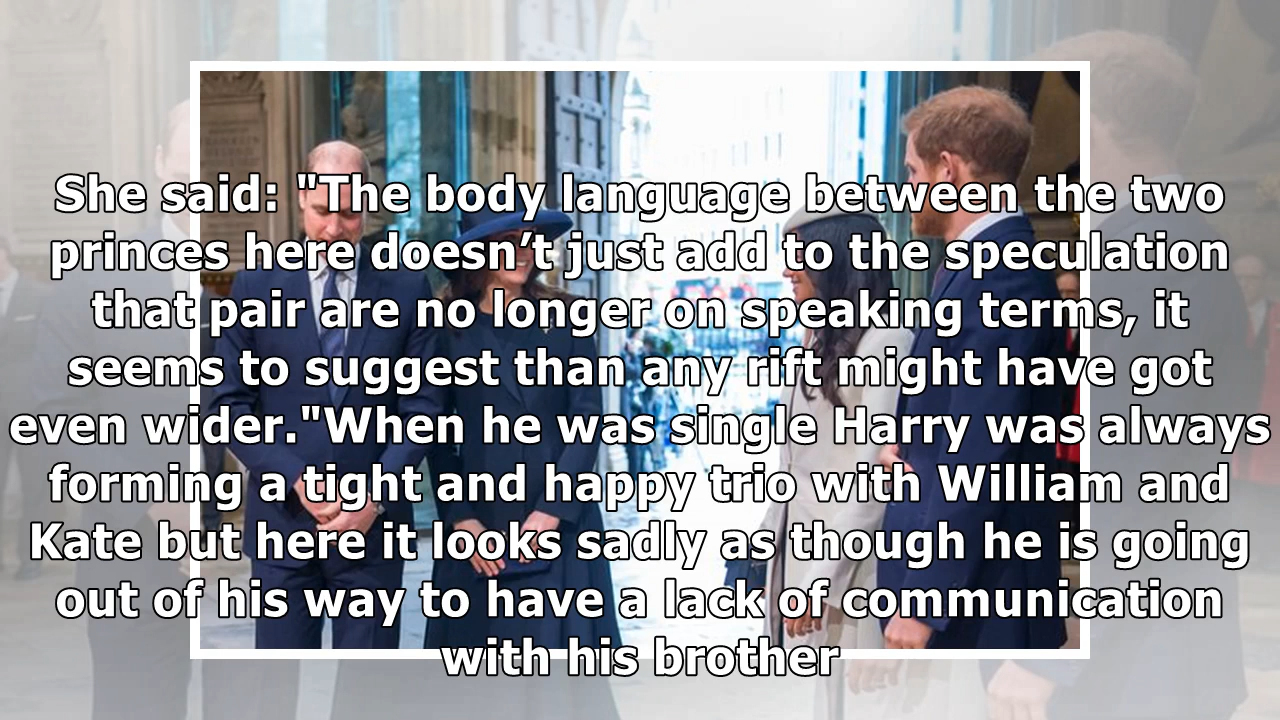 She said: "The body language between the two
princes here doesn’t just add to the speculation
that pair are no longer on speaking terms, it
seems to suggest than any rift might have got
even wider."When he was single Harry was always
forming a tight and happy trio with William and
Kate but here it looks sadly as though he is going
out of his way to have a lack of communication
with his brother